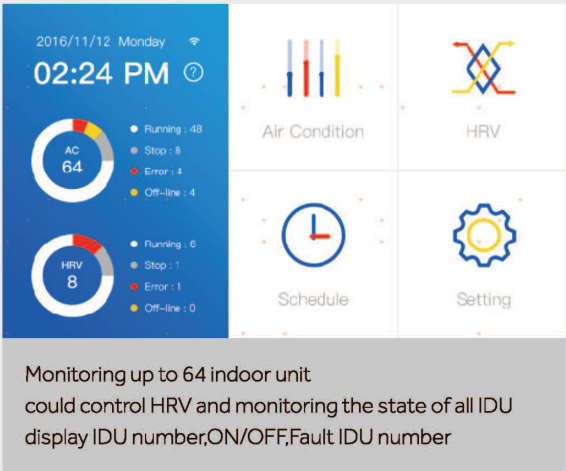 2016/11/12 Monday
02:24 PM ?
AC
64
Running : 48
Stop : 8
Error : 4
Off-line : 4
HRV
8
Running : 6
Stop : 1
Error : 1
Off-line : 0
Air Condition
HRV
Schedule
Setting
Monitoring up to 64 indoor unit
could control HRV and monitoring the state of all IDU
display IDU number,ON/OFF,Fault IDU number